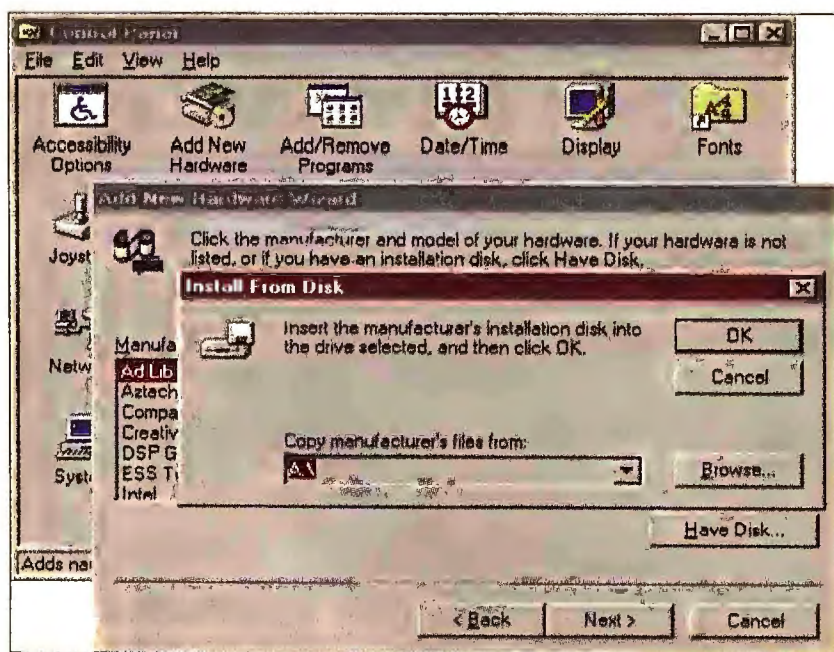 Control Panel
File Edit View Help
Accessibility Options
Add New Hardware
Add/Remove Programs
Date/Time
Display
Fonts
Joyst
Netw
Syst
Adds
Add New Hardware Wizard
Click the manufacturer and model of your hardware. If your hardware is not
listed, or if you have an installation disk, click Have Disk.
Manufa
Ad Lib
Aztech
Compa
Creativ
DSP G
ESS T
Intel
Install From Disk
Insert the manufacturer's installation disk into
the drive selected, and then click OK.
OK
Cancel
Copy manufacturer's files from:
A:\
Browse...
Have Disk...
< Back
Next >
Cancel